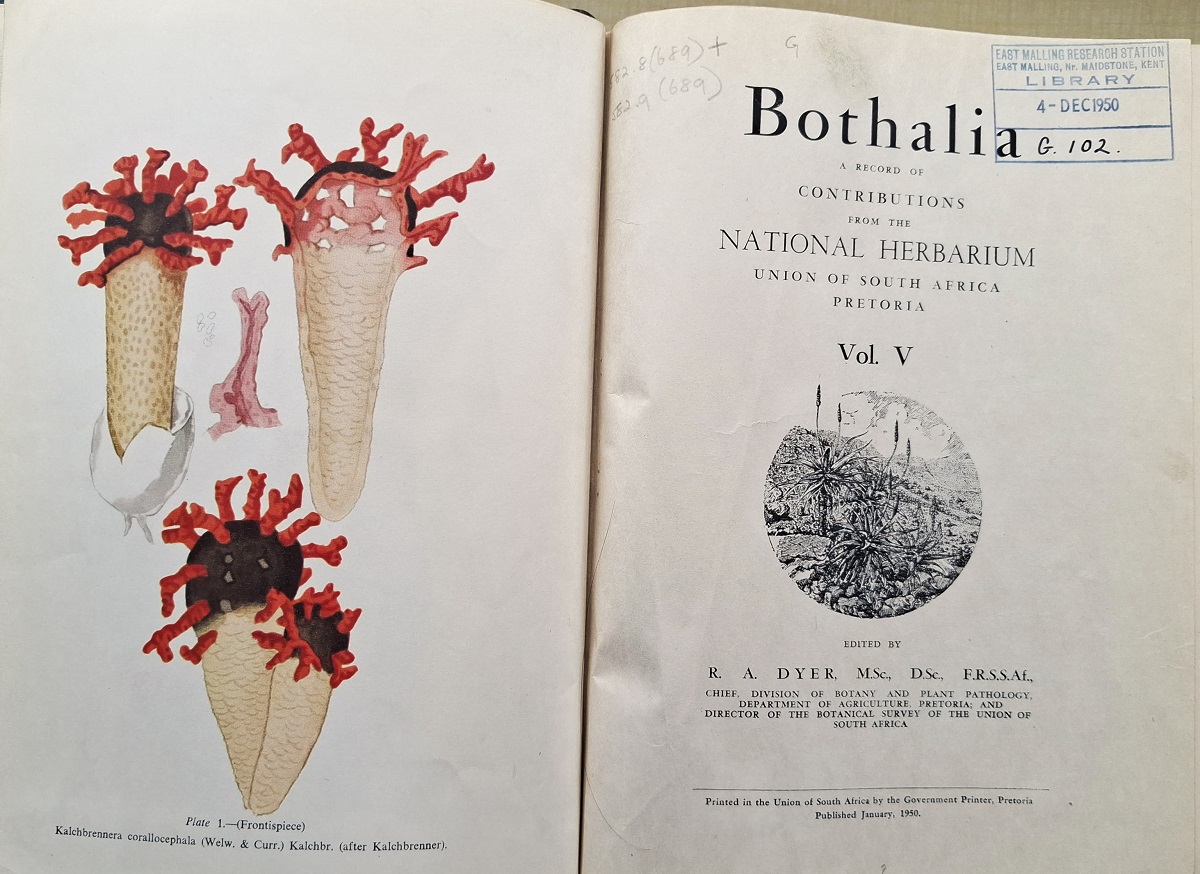 Plate 1.—(Frontispiece)
Kalchbrennera corallocephala (Welw. & Curr.) Kalchbr. (after Kalchbrenner).
582.8(689)+
582.9 (689)
G
EAST MALLING RESEARCH STATION
EAST MALLING, Nr. MAIDSTONE, KENT
LIBRARY
4-DEC1950
G. 102.
Bothalia
A RECORD OF
CONTRIBUTIONS
FROM THE
NATIONAL HERBARIUM
UNION OF SOUTH AFRICA
PRETORIA
Vol. V
EDITED BY
R. A. DYER, M.Sc., D.Sc., F.R.S.S.Af.,
CHIEF, DIVISION OF BOTANY AND PLANT PATHOLOGY,
DEPARTMENT OF AGRICULTURE, PRETORIA; AND
DIRECTOR OF THE BOTANICAL SURVEY OF THE UNION OF
SOUTH AFRICA
Printed in the Union of South Africa by the Government Printer, Pretoria
Published January, 1950.